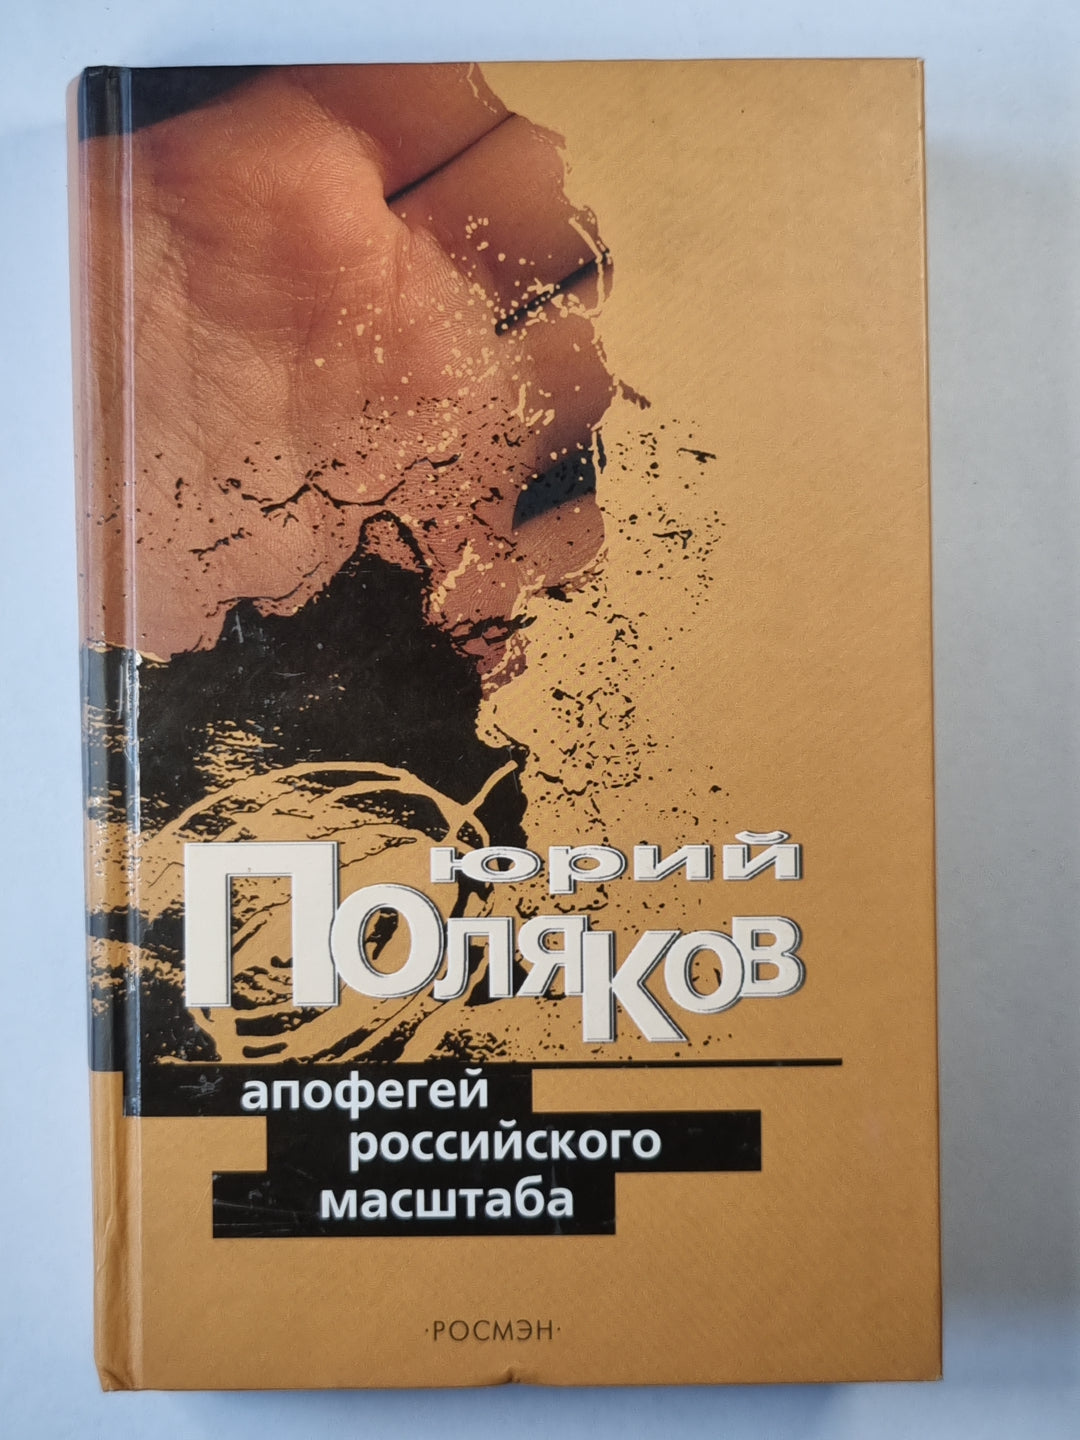 юрий
Поляков
апофегей
российского
масштаба
·РОСМЭН·